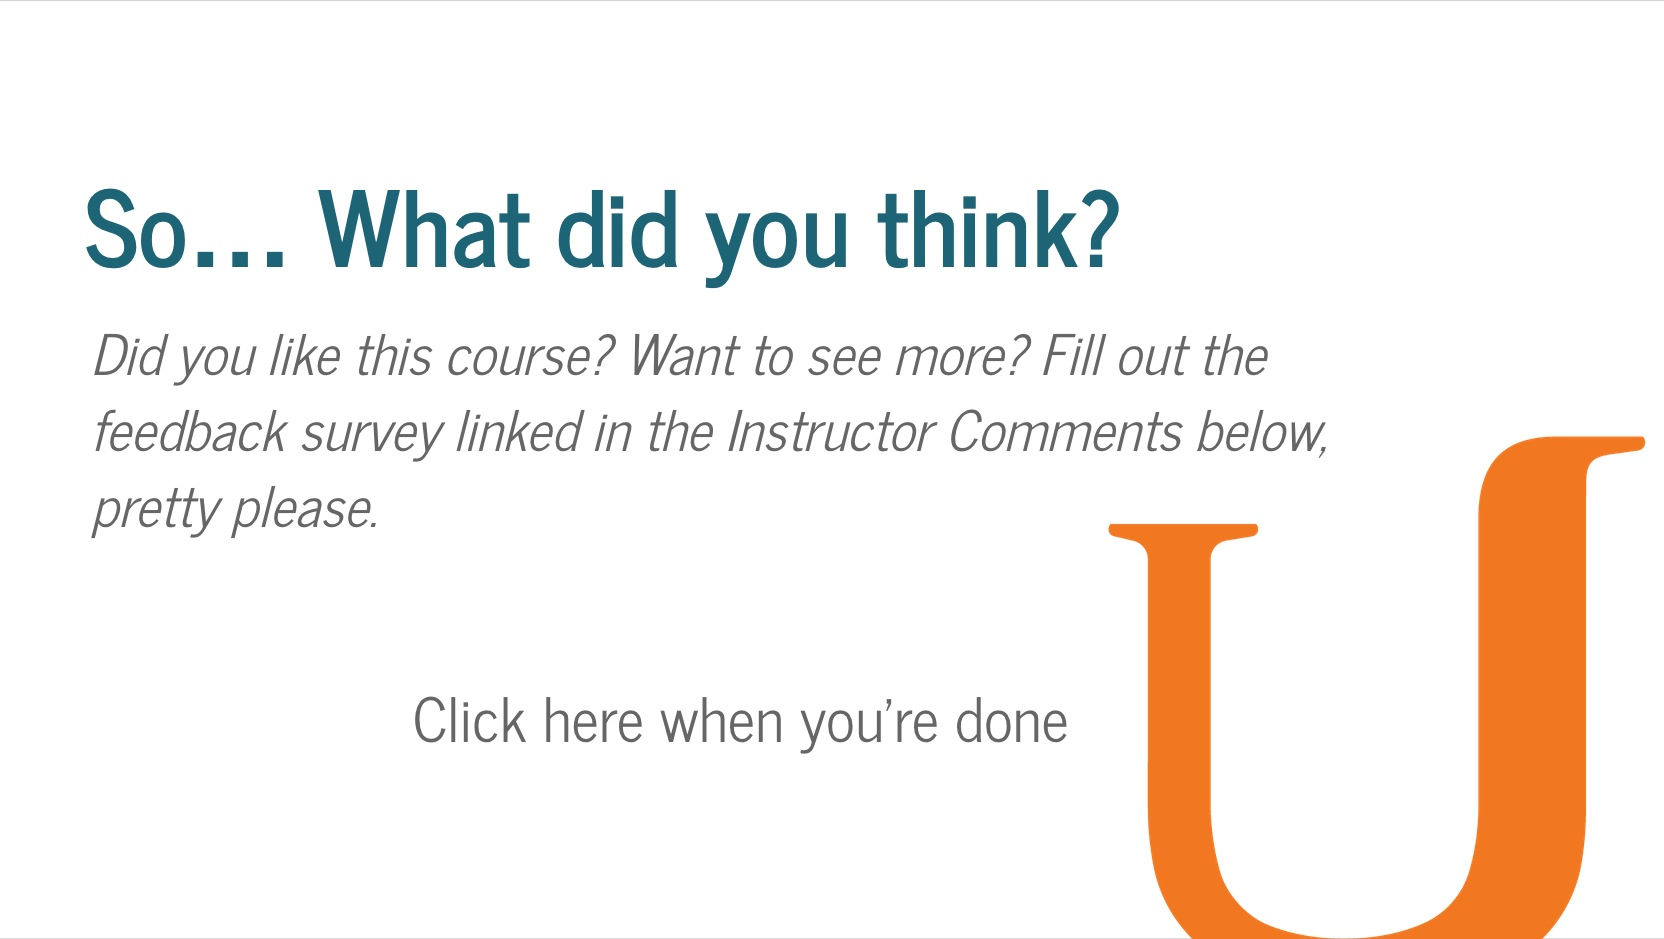 So… What did you think?
Did you like this course? Want to see more? Fill out the
feedback survey linked in the Instructor Comments below,
pretty please.
Click here when you’re done
U